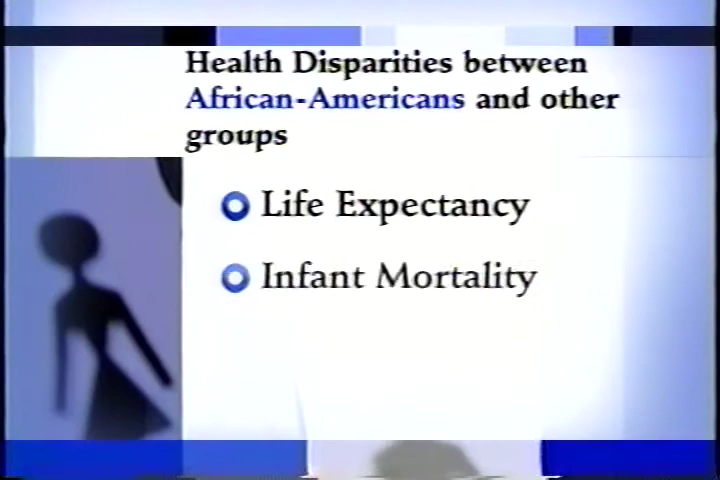 Health Disparities between
African-Americans and other
groups
Life Expectancy
Infant Mortality